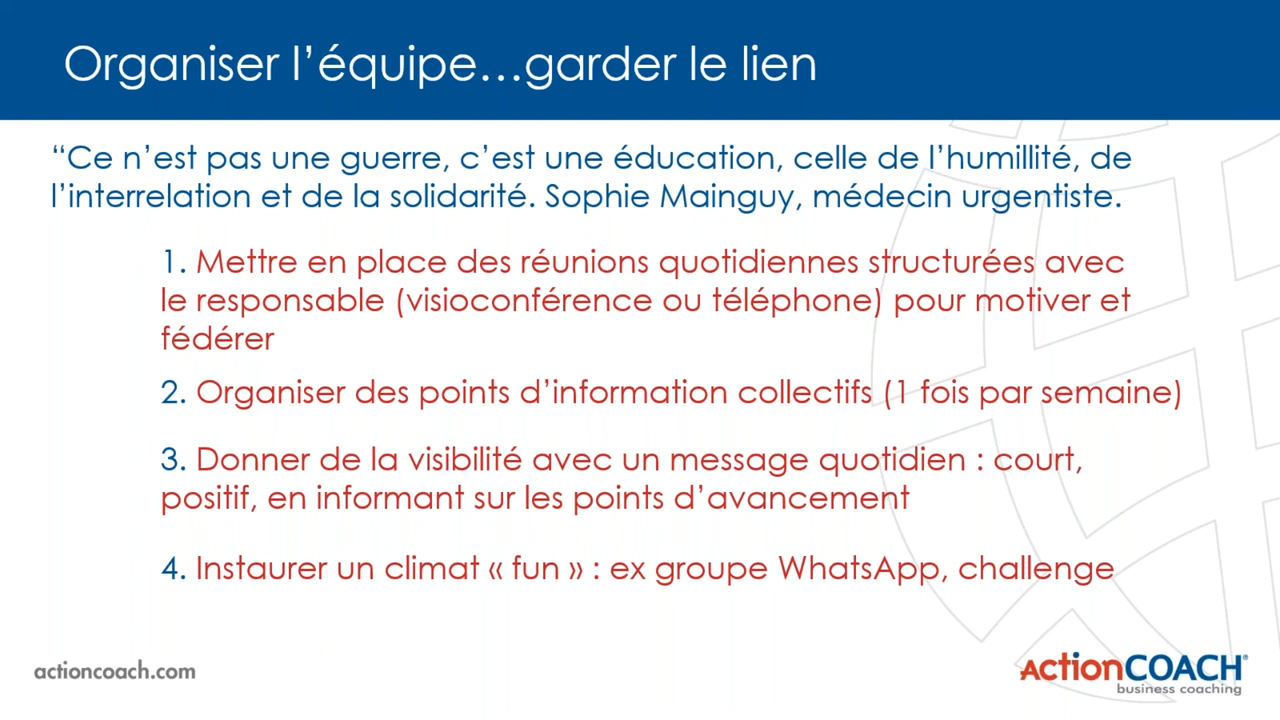 Organiser l’équipe…garder le lien
“Ce n’est pas une guerre, c’est une éducation, celle de l’humillité, de
l’interrelation et de la solidarité. Sophie Mainguy, médecin urgentiste.
1. Mettre en place des réunions quotidiennes structurées avec
le responsable (visioconférence ou téléphone) pour motiver et
fédérer
2. Organiser des points d’information collectifs (1 fois par semaine)
3. Donner de la visibilité avec un message quotidien : court,
positif, en informant sur les points d’avancement
4. Instaurer un climat « fun » : ex groupe WhatsApp, challenge
actioncoach.com
ActionCOACH®
business coaching